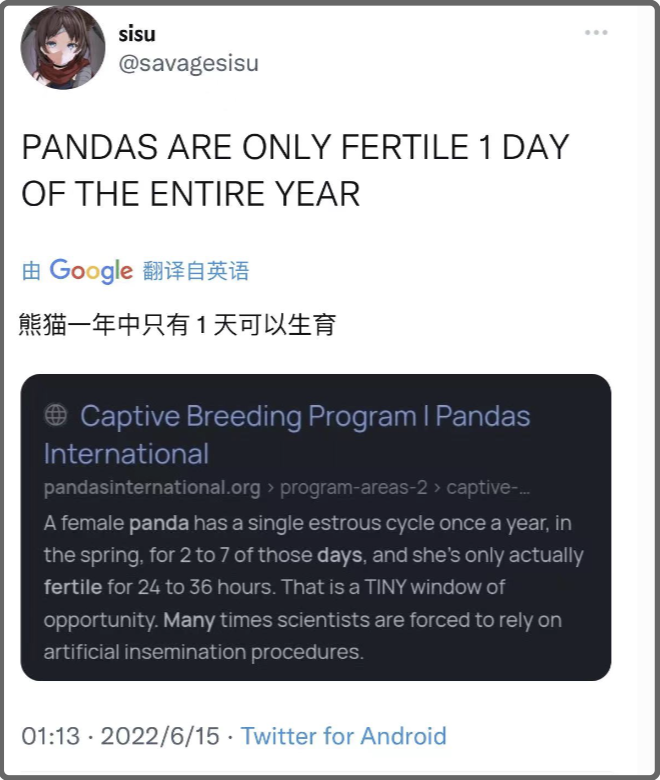 sisu
@savagesisu
PANDAS ARE ONLY FERTILE 1 DAY
OF THE ENTIRE YEAR
由 Google 翻译自英语
熊猫一年中只有 1 天可以生育
Captive Breeding Program | Pandas
International
pandasinternational.org › program-areas-2 › captive-...
A female panda has a single estrous cycle once a year, in
the spring, for 2 to 7 of those days, and she's only actually
fertile for 24 to 36 hours. That is a TINY window of
opportunity. Many times scientists are forced to rely on
artificial insemination procedures.
01:13 · 2022/6/15 · Twitter for Android